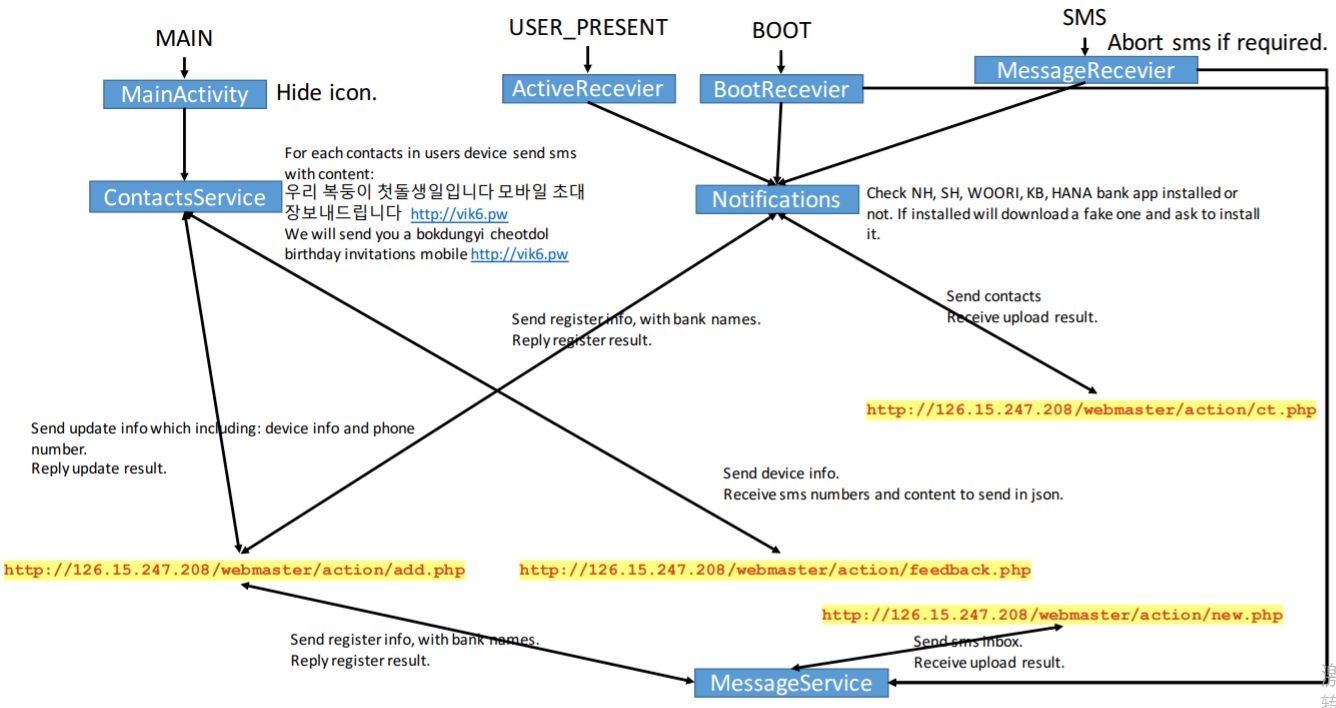 MAIN
USER_PRESENT
BOOT
SMS
Abort sms if required.
MainActivity
Hide icon.
ActiveRecevier
BootRecevier
MessageRecevier
For each contacts in users device send sms
with content:
우리 복둥이 첫돌생일입니다 모바일 초대
장보내드립니다 http://vik6.pw
We will send you a bokdungyi cheotdol
birthday invitations mobile http://vik6.pw
ContactsService
Notifications
Check NH, SH, WOORI, KB, HANA bank app installed or
not. If installed will download a fake one and ask to install
it.
Send register info, with bank names.
Reply register result.
Send contacts
Receive upload result.
http://126.15.247.208/webmaster/action/ct.php
Send update info which including: device info and phone
number.
Reply update result.
Send device info.
Receive sms numbers and content to send in json.
http://126.15.247.208/webmaster/action/add.php
http://126.15.247.208/webmaster/action/feedback.php
http://126.15.247.208/webmaster/action/new.php
Send register info, with bank names.
Reply register result.
Send sms inbox.
Receive upload result.
MessageService